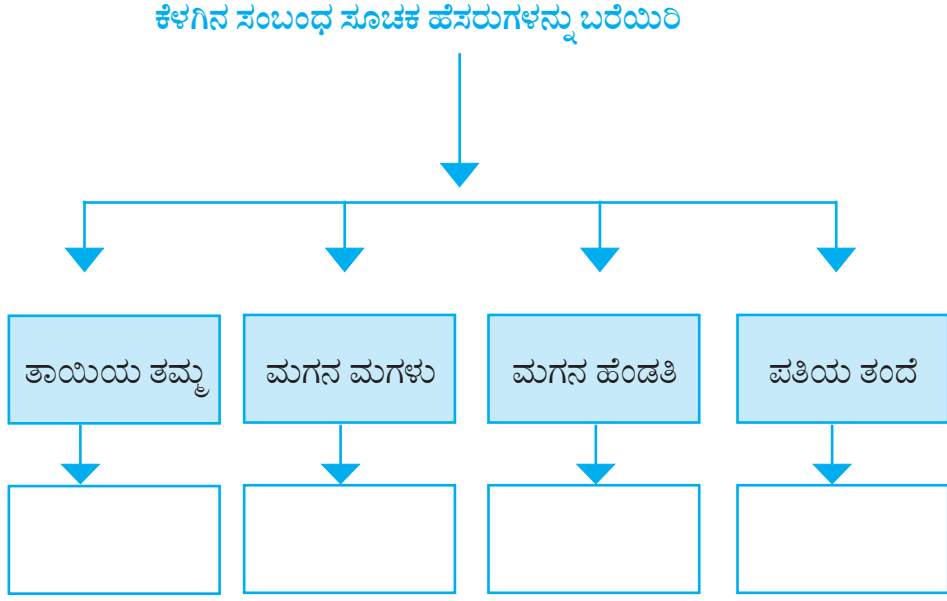 ಕೆಳಗಿನ ಸಂಬಂಧ ಸೂಚಕ ಹೆಸರುಗಳನ್ನು ಬರೆಯಿರಿ
ತಾಯಿಯ ತಮ್ಮ
ಮಗನ ಮಗಳು
ಮಗನ ಹೆಂಡತಿ
ಪತಿಯ ತಂದೆ